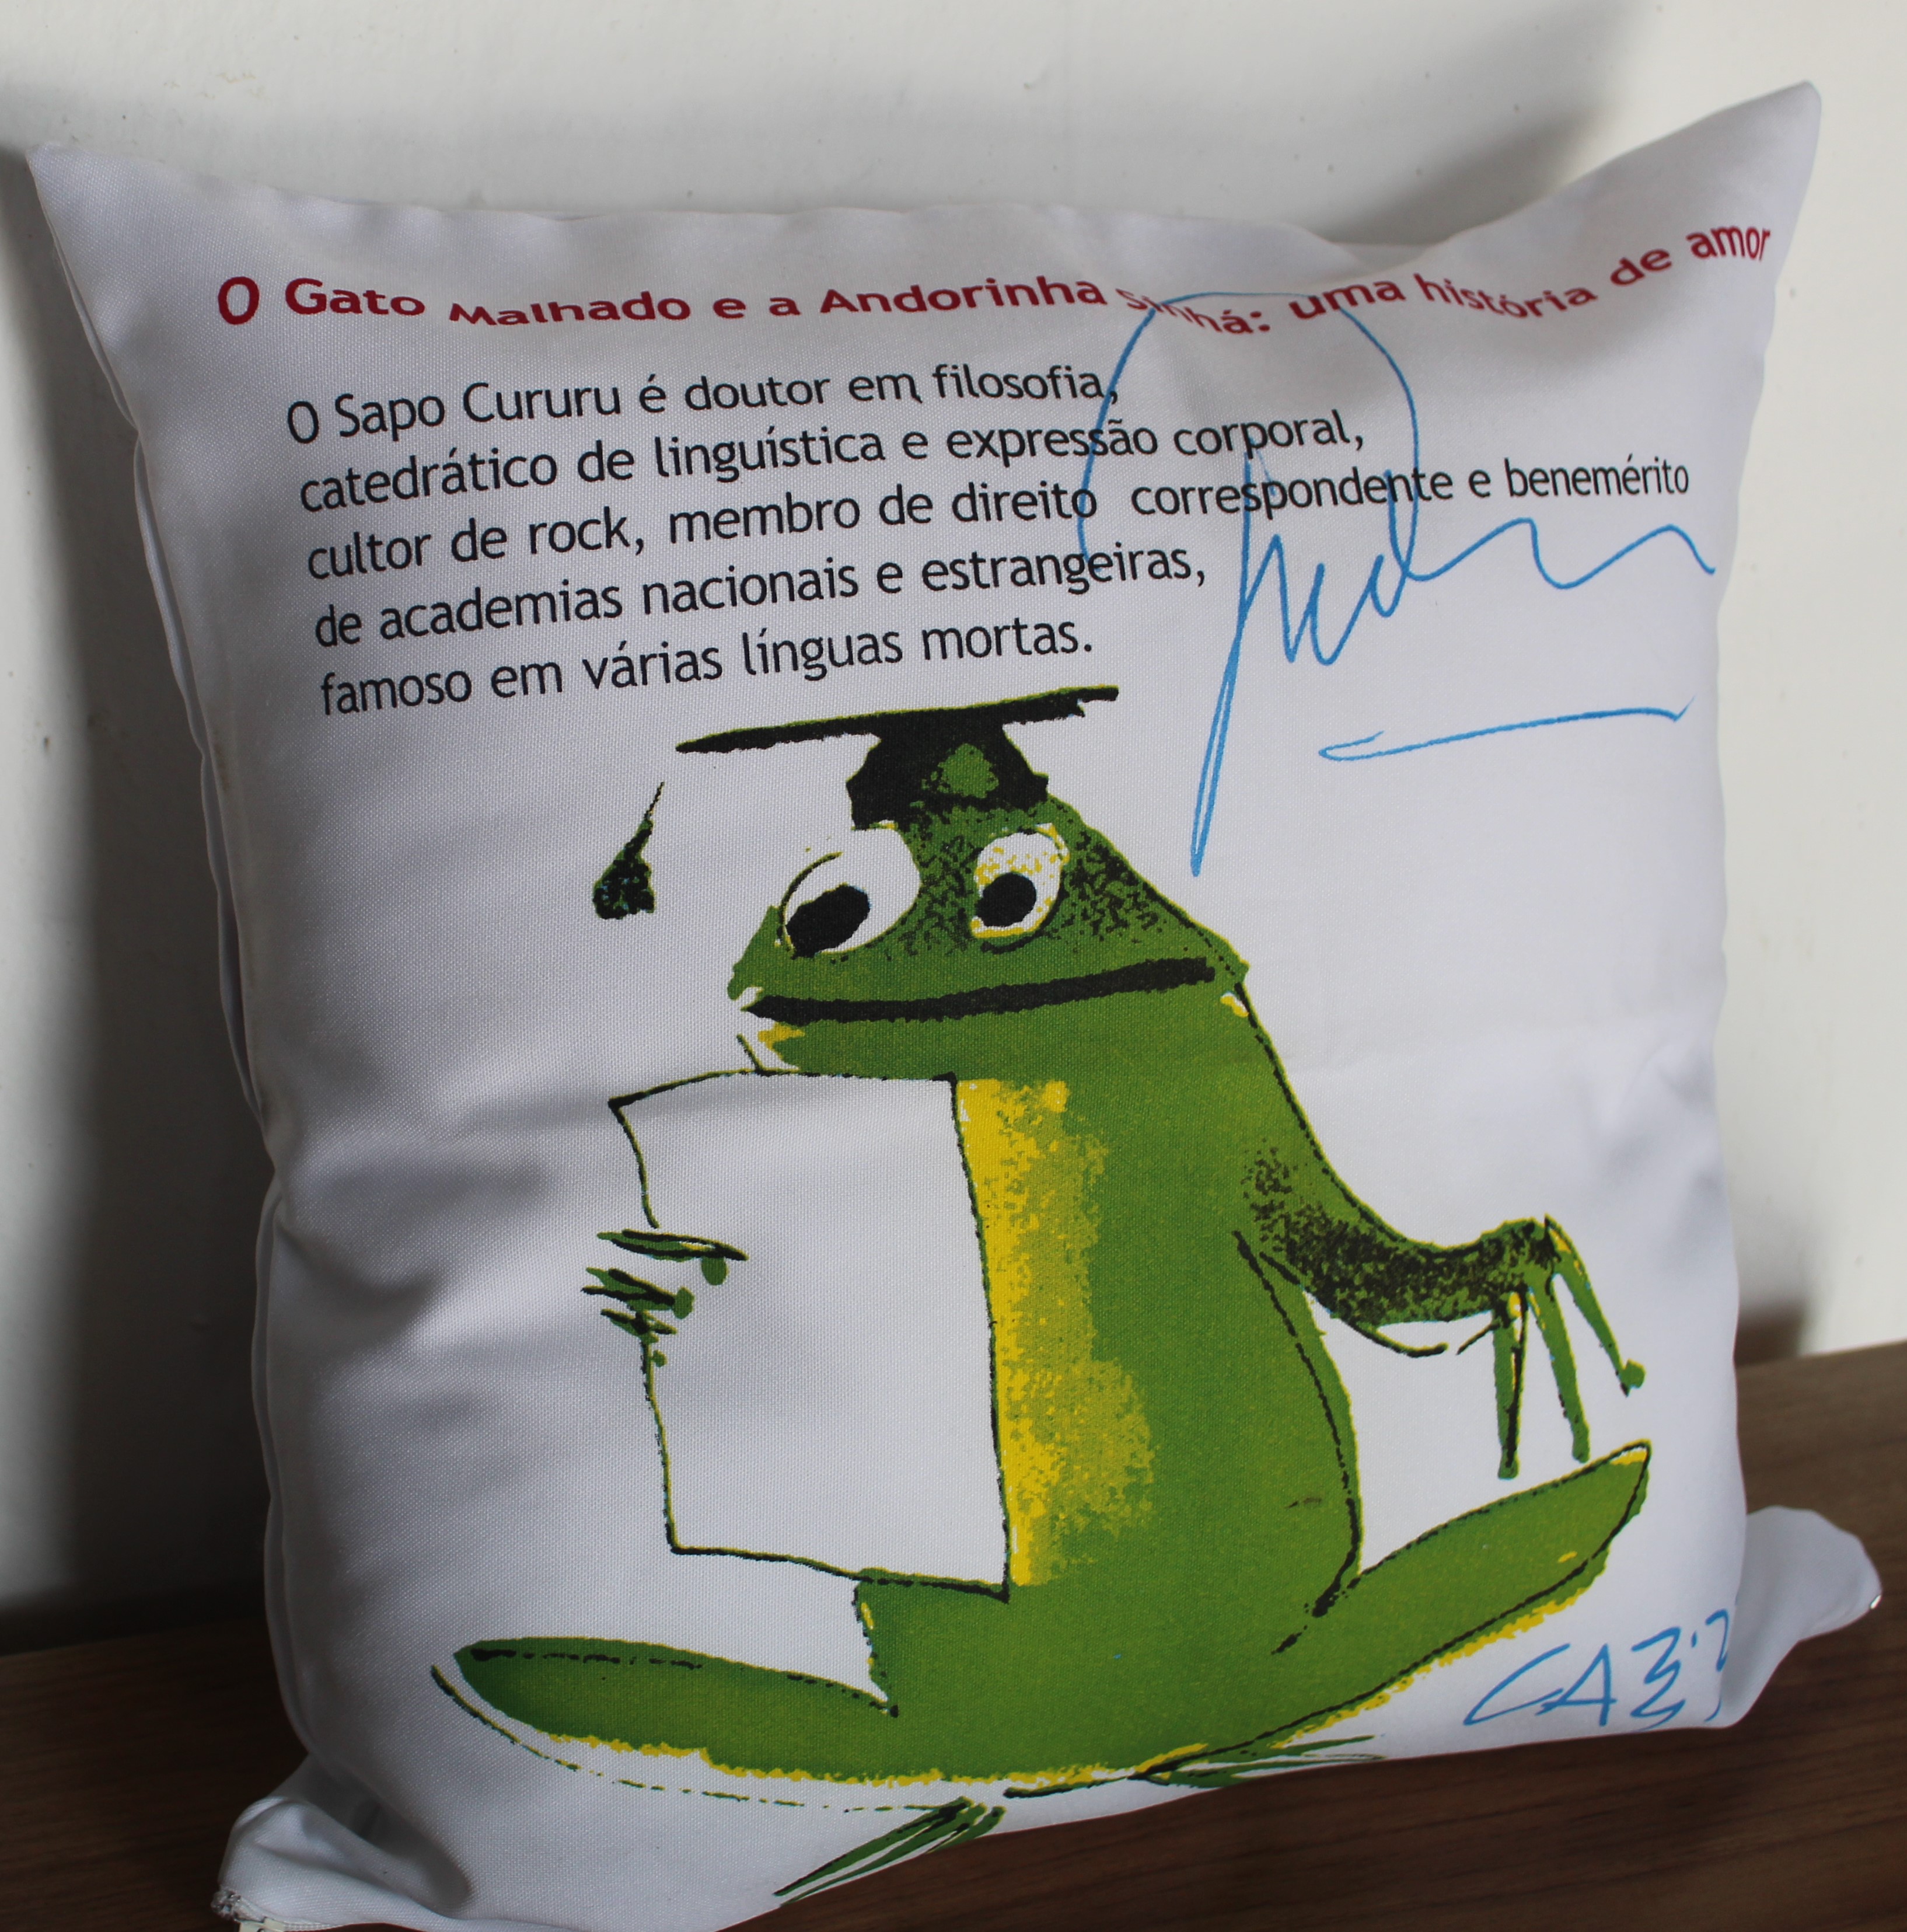 O Gato Malhado e a Andorinha sinhá: uma história de amor
O Sapo Cururu é doutor em filosofia,
catedrático de linguística e expressão corporal,
cultor de rock, membro de direito correspondente e benemérito
de academias nacionais e estrangeiras,
famoso em várias línguas mortas.